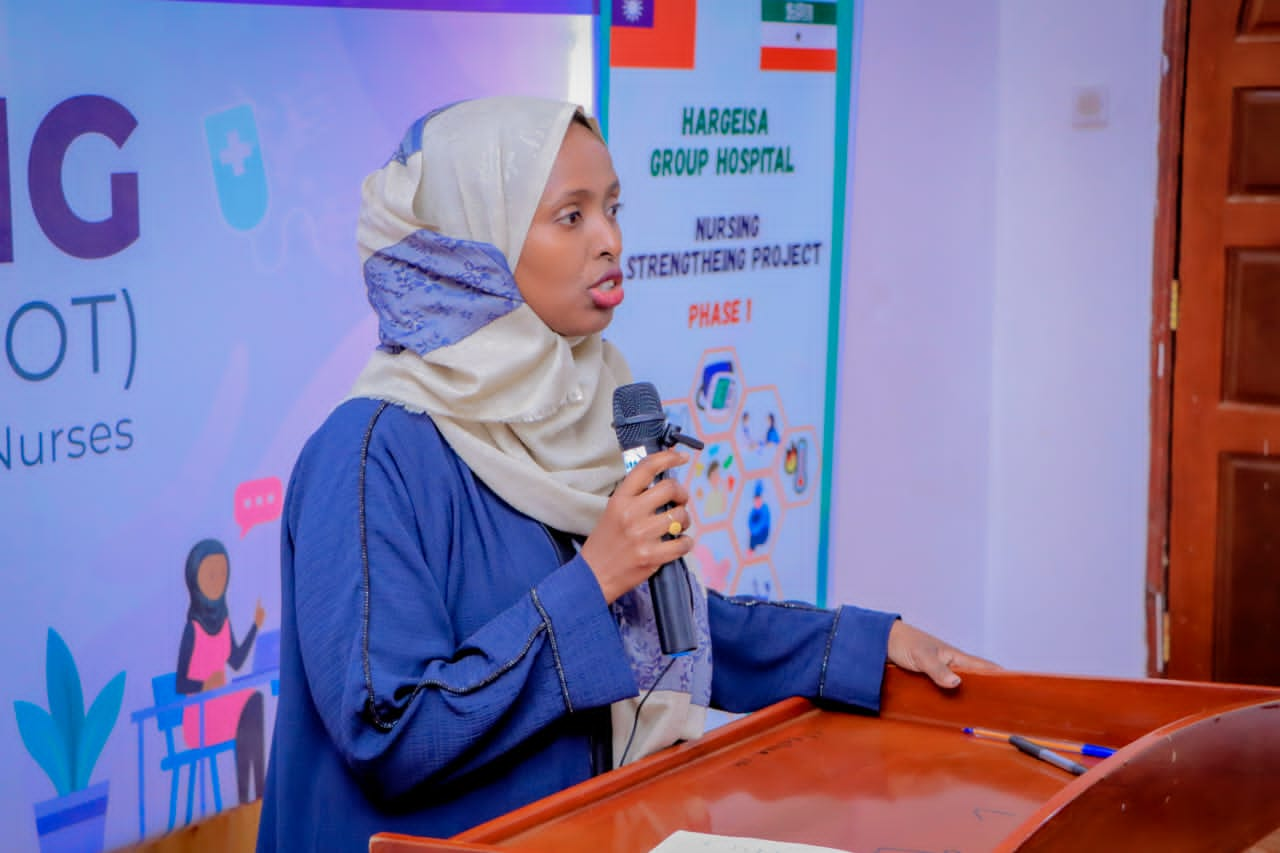 NG
OT)
Nurses
HARGEISA
GROUP HOSPITAL
NURSING
STRENGTHEING PROJECT
PHASE 1